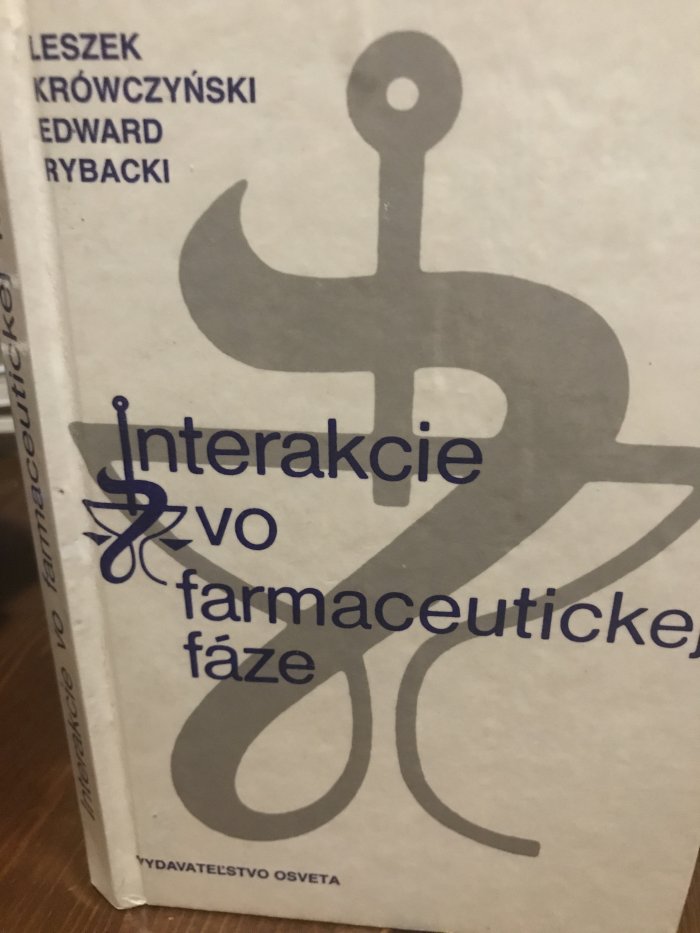 LESZEK
KRÓWCZYŃSKI
EDWARD
RYBACKI
interakcie
vo
farmaceutickej
fáze
VYDAVATEĽSTVO OSVETA
Interakcie vo farmaceutickej